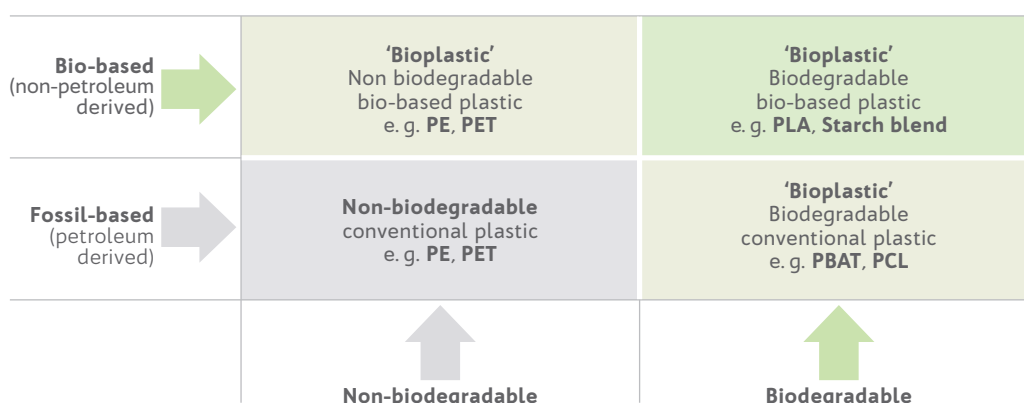 Bio-based
(non-petroleum
derived)
‘Bioplastic’
Non biodegradable
bio-based plastic
e. g. PE, PET
‘Bioplastic’
Biodegradable
bio-based plastic
e. g. PLA, Starch blend
Fossil-based
(petroleum
derived)
Non-biodegradable
conventional plastic
e. g. PE, PET
‘Bioplastic’
Biodegradable
conventional plastic
e. g. PBAT, PCL
Non-biodegradable
Biodegradable